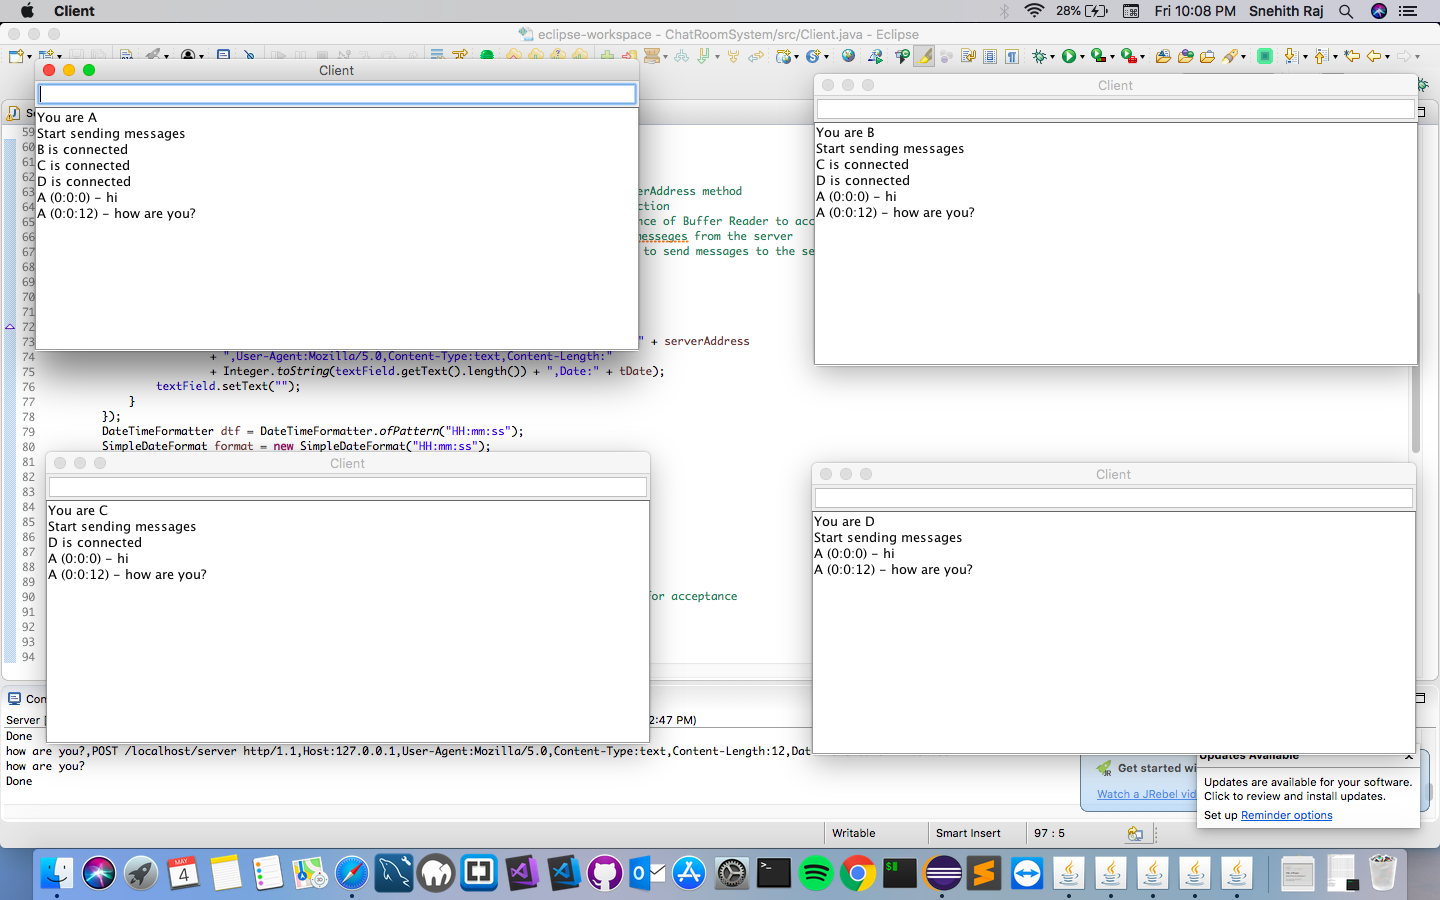 Client
28%
Fri 10:08 PM
Snehith Raj
eclipse-workspace - ChatRoomSystem/src/Client.java - Eclipse
Client
You are A
Start sending messages
B is connected
C is connected
D is connected
A (0:0:0) - hi
A (0:0:12) - how are you?
Client
You are B
Start sending messages
C is connected
D is connected
A (0:0:0) - hi
A (0:0:12) - how are you?
59
60
61
62
63
64
65
66
67
68
69
70
71
72
73
74
75
76
77
78
79
80
81
82
83
84
85
86
87
88
89
90
91
92
93
94
erAddress method
ction
nce of Buffer Reader to acc
messeges from the server
to send messages to the se
" + serverAddress
+ ",User-Agent:Mozilla/5.0,Content-Type:text,Content-Length:"
+ Integer.toString(textField.getText().length()) + ",Date:" + tDate);
textField.setText("");
}
});
DateTimeFormatter dtf = DateTimeFormatter.ofPattern("HH:mm:ss");
SimpleDateFormat format = new SimpleDateFormat("HH:mm:ss");
for acceptance
Client
You are C
Start sending messages
D is connected
A (0:0:0) - hi
A (0:0:12) - how are you?
Client
You are D
Start sending messages
A (0:0:0) - hi
A (0:0:12) - how are you?
Con
Server [
2:47 PM)
Done
how are you?,POST /localhost/server http/1.1,Host:127.0.0.1,User-Agent:Mozilla/5.0,Content-Type:text,Content-Length:12,Dat
how are you?
Done
JR
Get started wi
Watch a JRebel vid
Updates Available
Updates are available for your software.
Click to review and install updates.
Set up Reminder options
Writable
Smart Insert
97 : 5
MAY
4